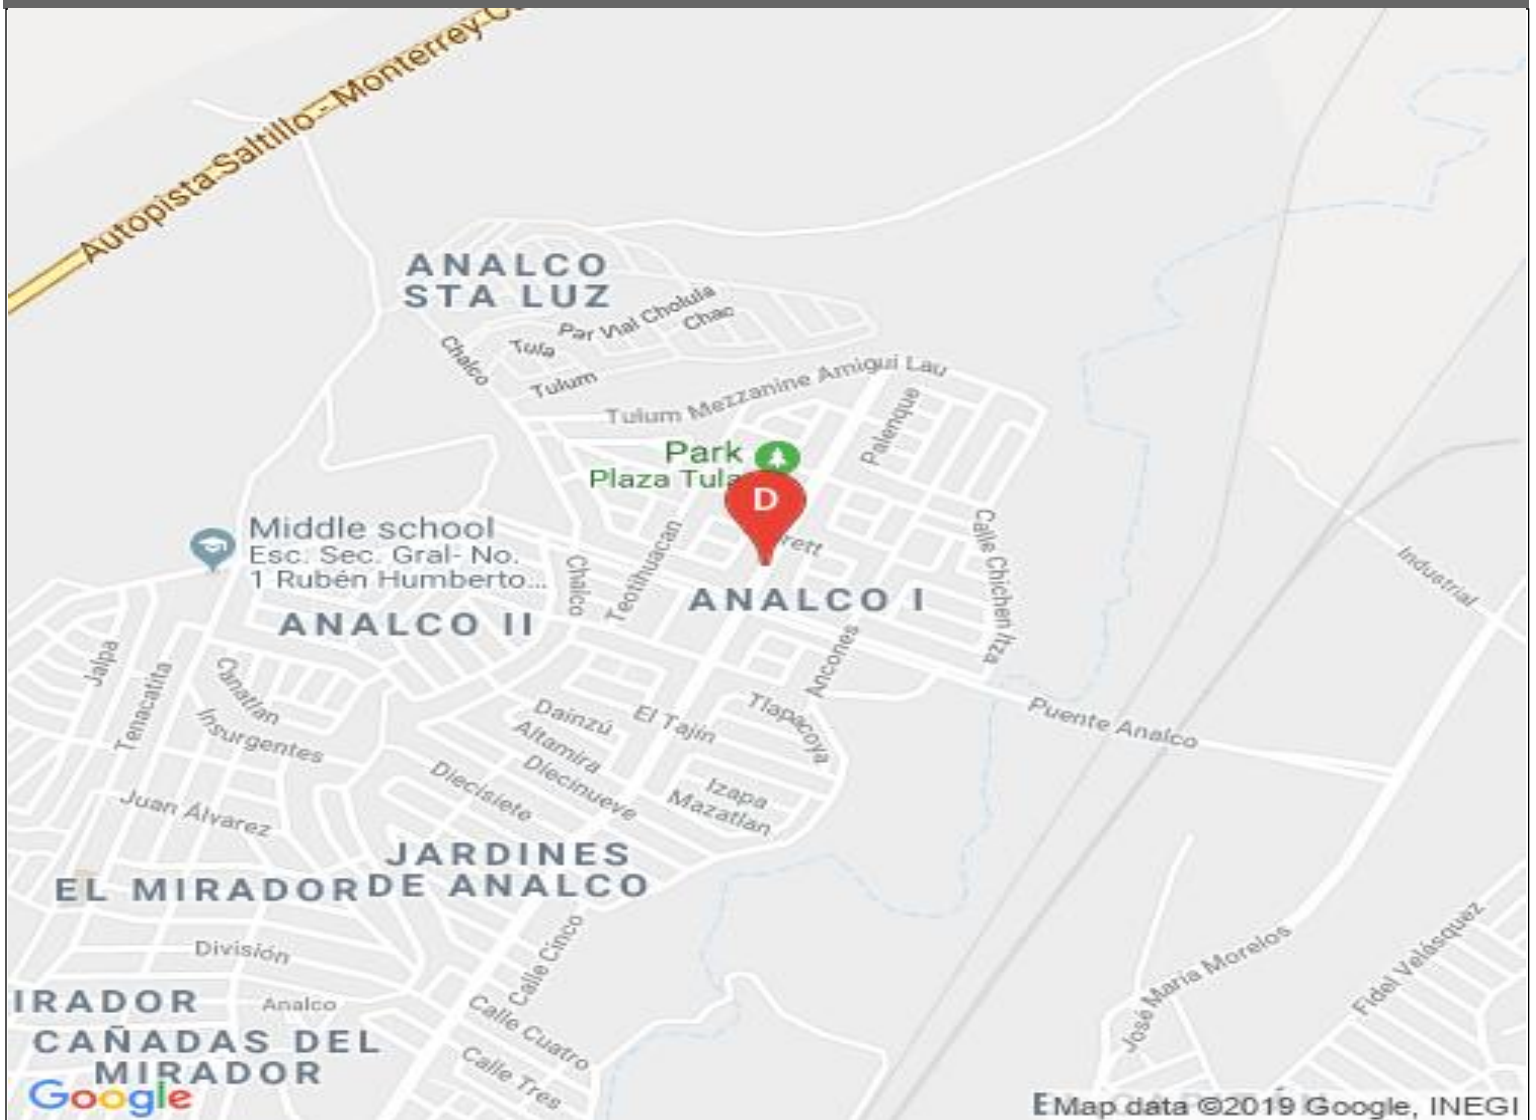 Autopista Saltillo - Monterrey
ANALCO
STA LUZ
Par Vial Cholula
Chac
Tula
Chalco
Tulum
Tulum Mezzanine Amigui Lau
Palenque
Park
Plaza Tula
D
Middle school
Esc. Sec. Gral- No.
1 Rubén Humberto...
Teotihuacan
Calle Chichen Itza
Industrial
Chalco
ANALCO I
ANALCO II
Jalpa
Tenacatita
Canatlan
Insurgentes
Ancones
Dainzú
El Tajín
Tlapacoya
Puente Analco
Altamira
Diecinueve
Diecisiete
Izapa
Mazatlan
Juan Álvarez
JARDINES
DE ANALCO
EL MIRADOR
División
Calle Cinco
José María Morelos
Fidel Velásquez
IRADOR
Analco
Calle Cuatro
CAÑADAS DEL
MIRADOR
Calle Tres
Google
Map data ©2019 Google, INEGI